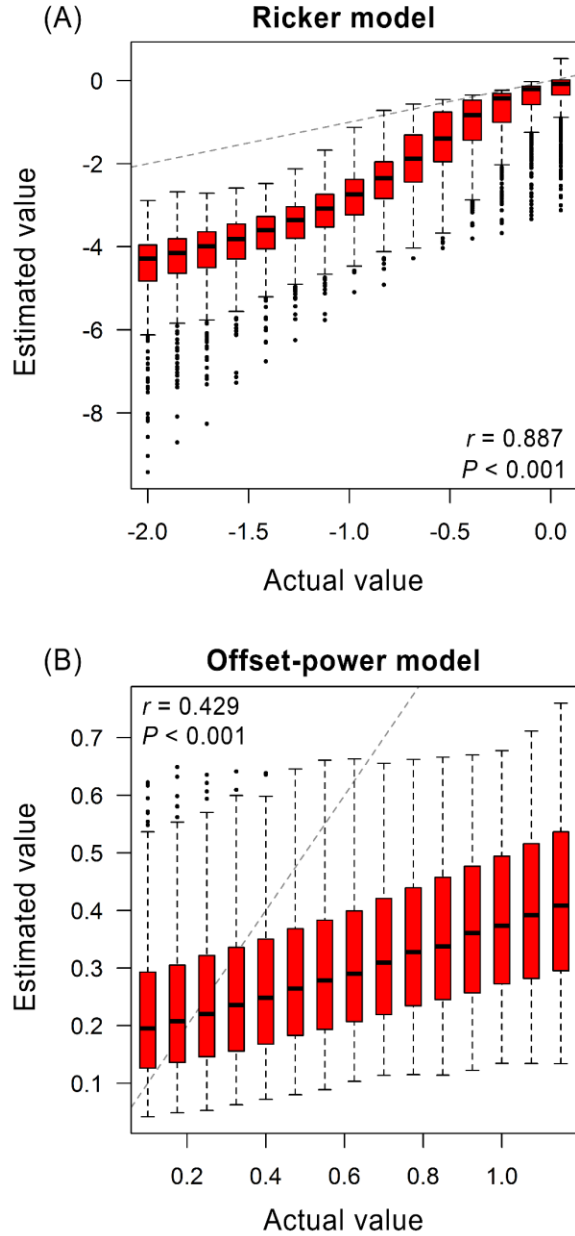 (A) Ricker model
0
-2
-4
-6
-8
Estimated value
r = 0.887
P < 0.001
-2.0 -1.5 -1.0 -0.5 0.0
Actual value
(B) Offset-power model
r = 0.429
P < 0.001
0.7
0.6
0.5
0.4
0.3
0.2
0.1
Estimated value
0.2 0.4 0.6 0.8 1.0
Actual value